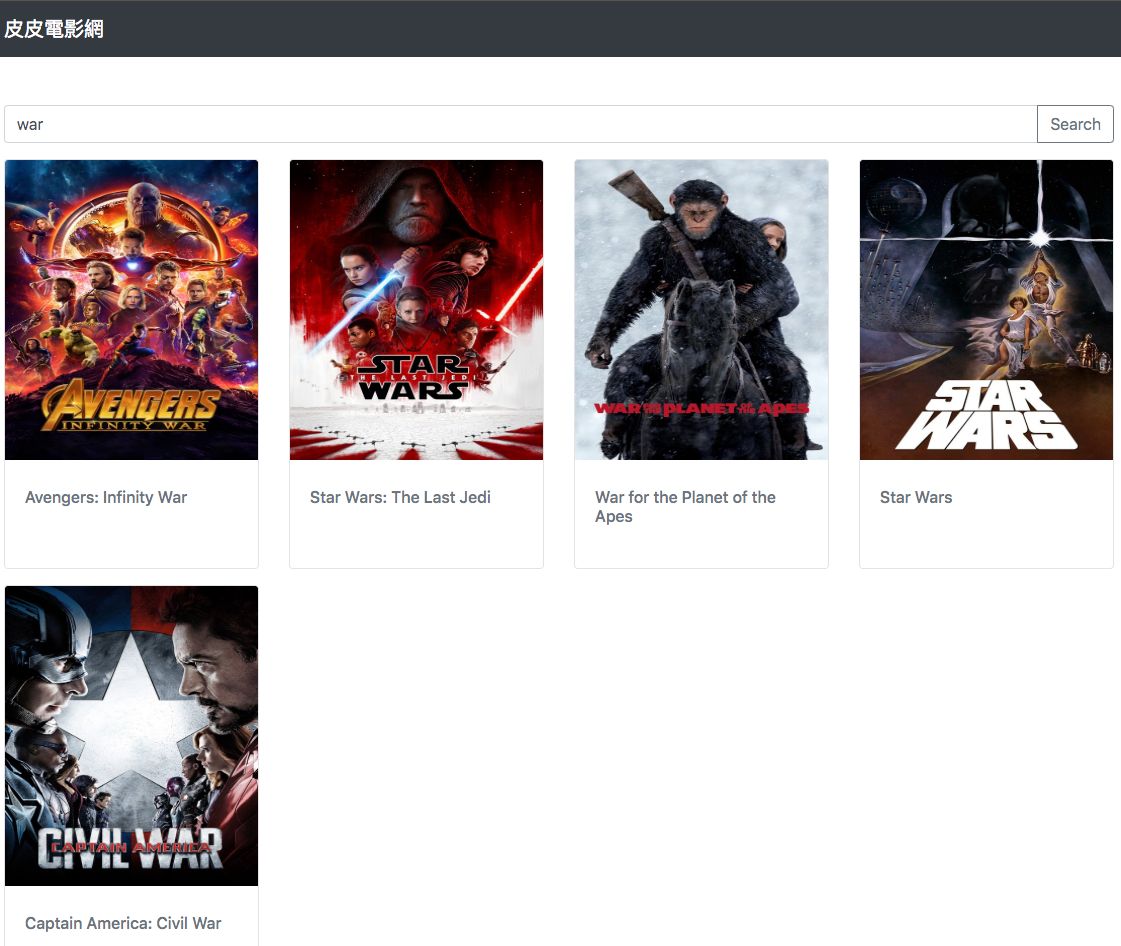 皮皮電影網
war
Search
AVENGERS
INFINITY WAR
STAR
THE LAST JEDI
WARS
WAR FOR THE PLANET OF THE APES
STAR
WARS
Avengers: Infinity War
Star Wars: The Last Jedi
War for the Planet of the
Apes
Star Wars
CIVIL WAR
CAPTAIN AMERICA
Captain America: Civil War